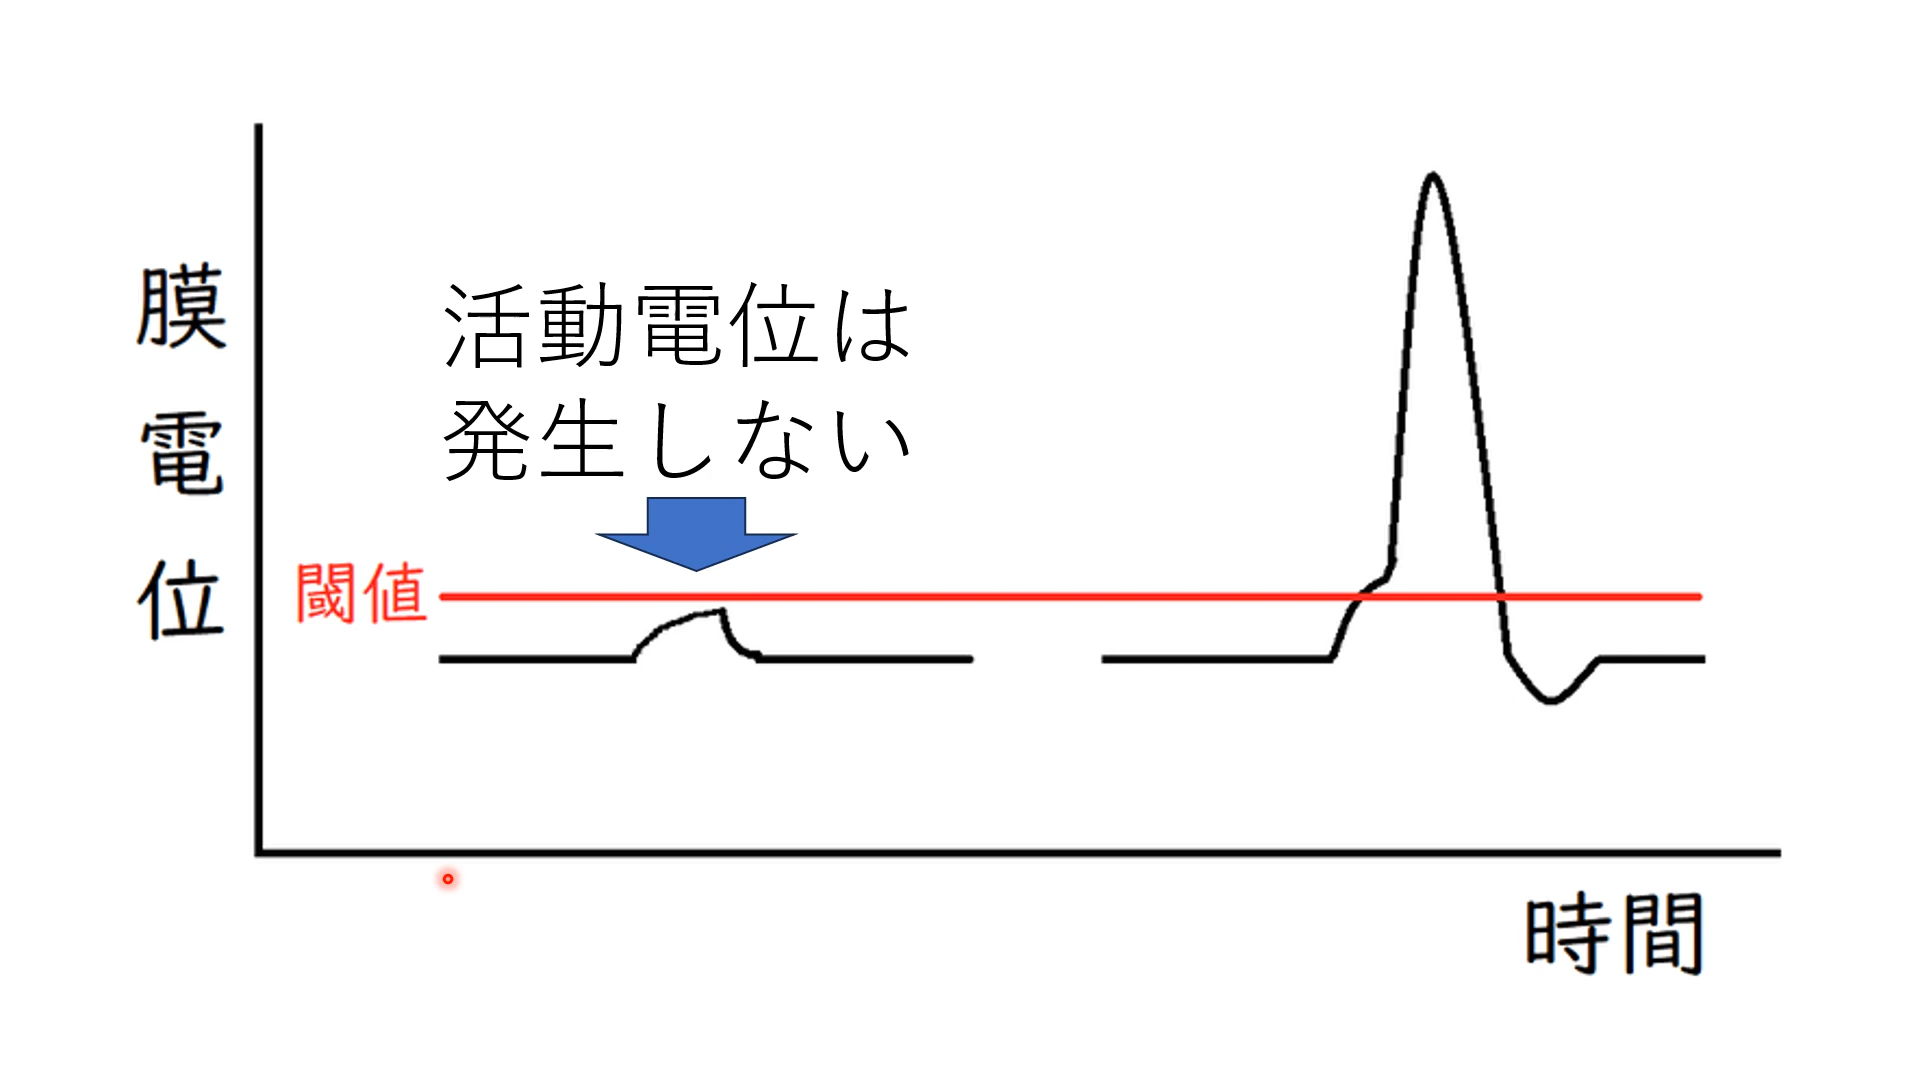 膜電位
活動電位は
発生しない
閾値
時間